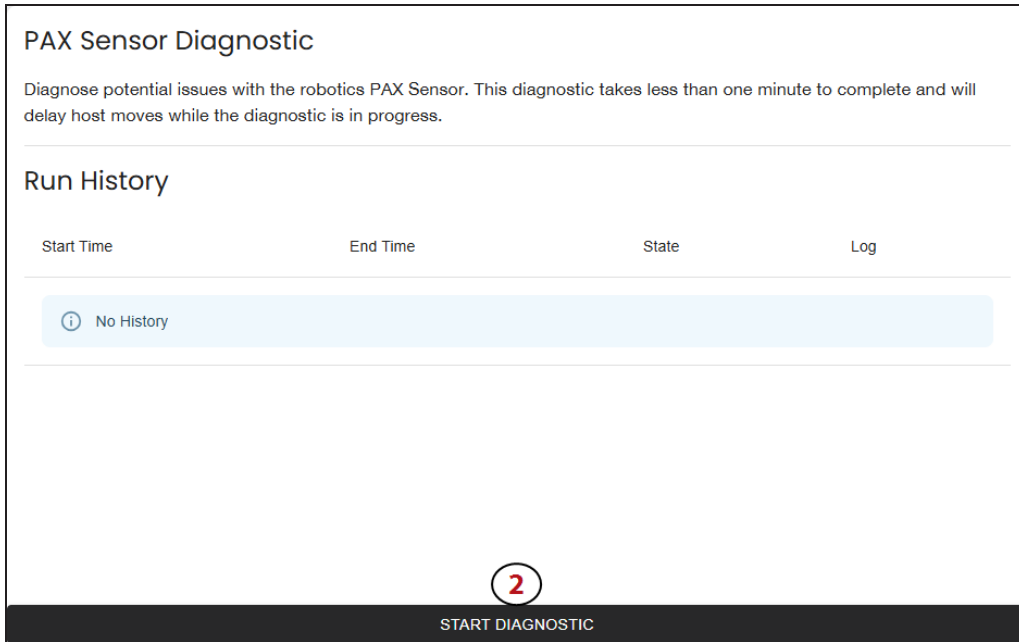 PAX Sensor Diagnostic
Diagnose potential issues with the robotics PAX Sensor. This diagnostic takes less than one minute to complete and will
delay host moves while the diagnostic is in progress.
Run History
Start Time End Time State Log
No History
2
START DIAGNOSTIC